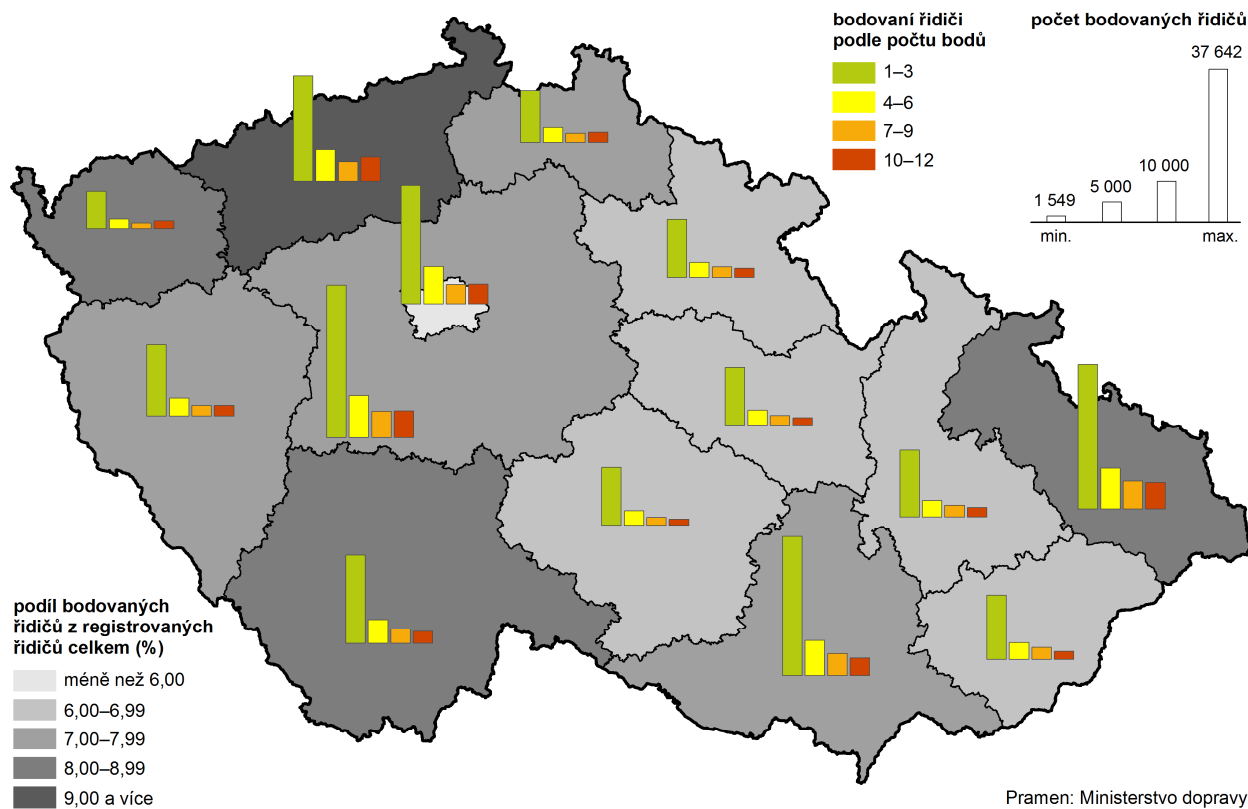 bodovaní řidiči
podle počtu bodů
1–3
4–6
7–9
10–12
počet bodovaných řidičů
37 642
10 000
5 000
1 549
min.
max.
podíl bodovaných
řidičů z registrovaných
řidičů celkem (%)
méně než 6,00
6,00–6,99
7,00–7,99
8,00–8,99
9,00 a více
Pramen: Ministerstvo dopravy